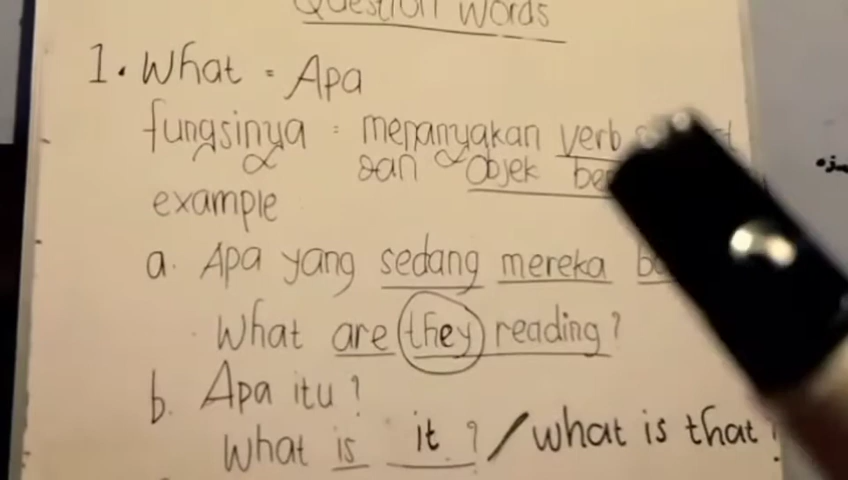 Question Words
1. What = Apa
fungsinya = menanyakan verb
dan objek
example
a. Apa yang sedang mereka
What are they reading?
b. Apa itu?
What is it ? / what is that ?